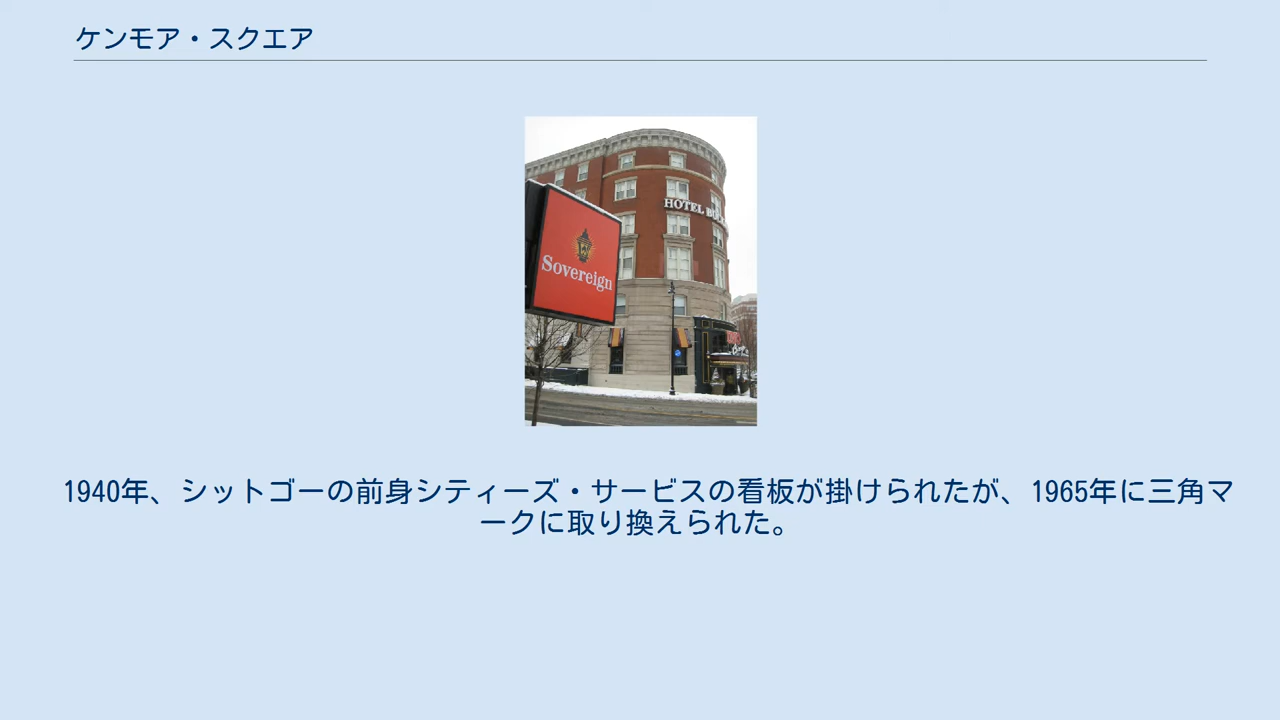 ケンモア・スクエア
HOTEL
Sovereign
1940年、シットゴーの前身シティーズ・サービスの看板が掛けられたが、1965年に三角マ
ークに取り換えられた。